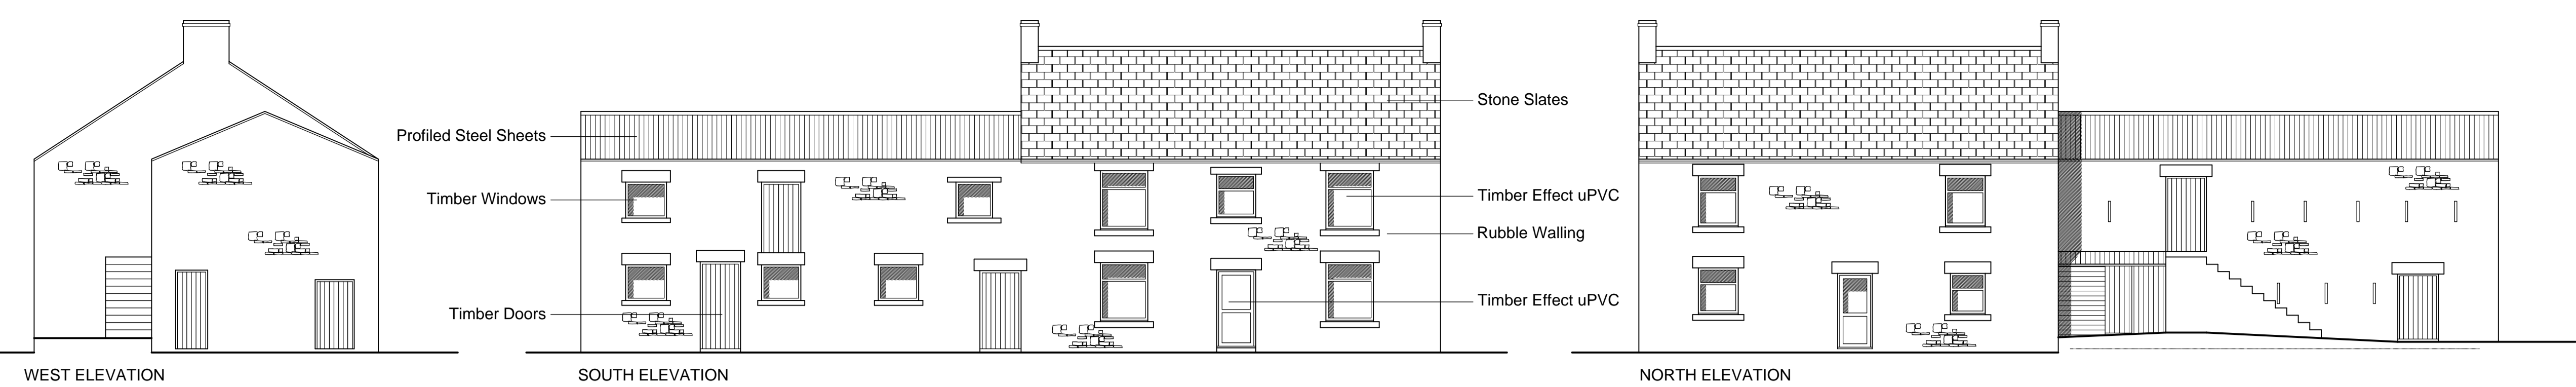 Profiled Steel Sheets
Timber Windows
Timber Doors
Stone Slates
Timber Effect uPVC
Rubble Walling
Timber Effect uPVC
WEST ELEVATION
SOUTH ELEVATION
NORTH ELEVATION